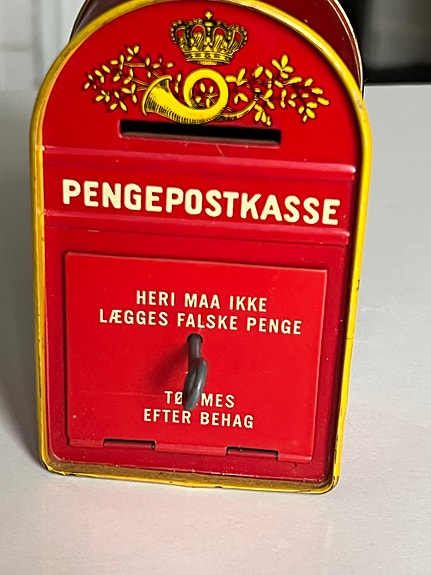 PENGEPOSTKASSE
HERI MAA IKKE
LÆGGES FALSKE PENGE
TØMMES
EFTER BEHAG